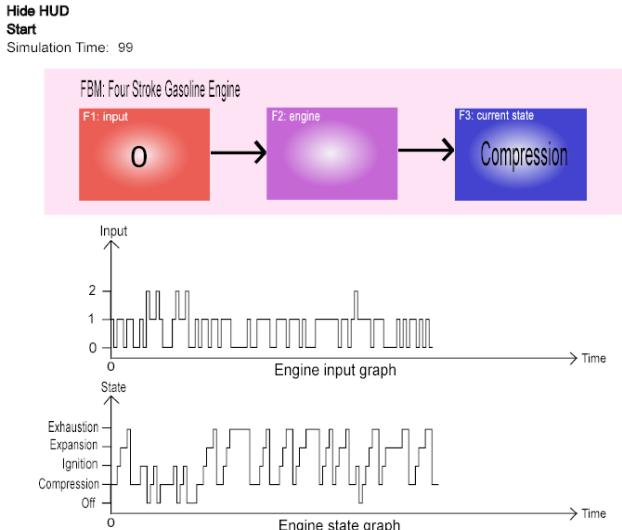 Hide HUD
Start
Simulation Time: 99
FBM: Four Stroke Gasoline Engine
F1: input
F2: engine
F3: current state
0
Compression
Input
2
1
0
0
Time
Engine input graph
State
Exhaustion
Expansion
Ignition
Compression
Off
0
Time
Engine state graph